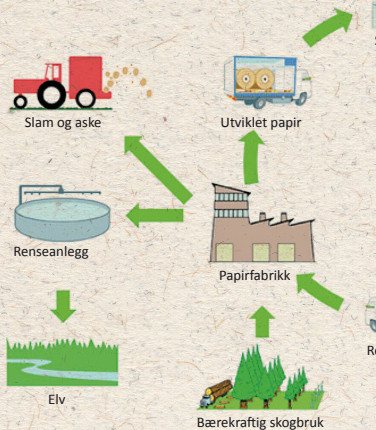 Slam og aske
Utviklet papir
Renseanlegg
Papirfabrikk
Elv
Bærekraftig skogbruk